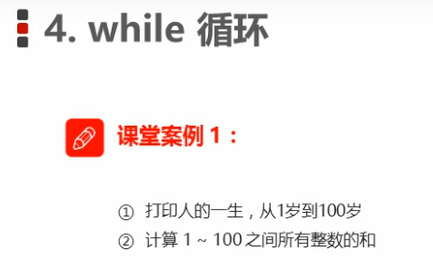 4. while 循环
课堂案例 1：
① 打印人的一生，从1岁到100岁
② 计算 1 ~ 100 之间所有整数的和